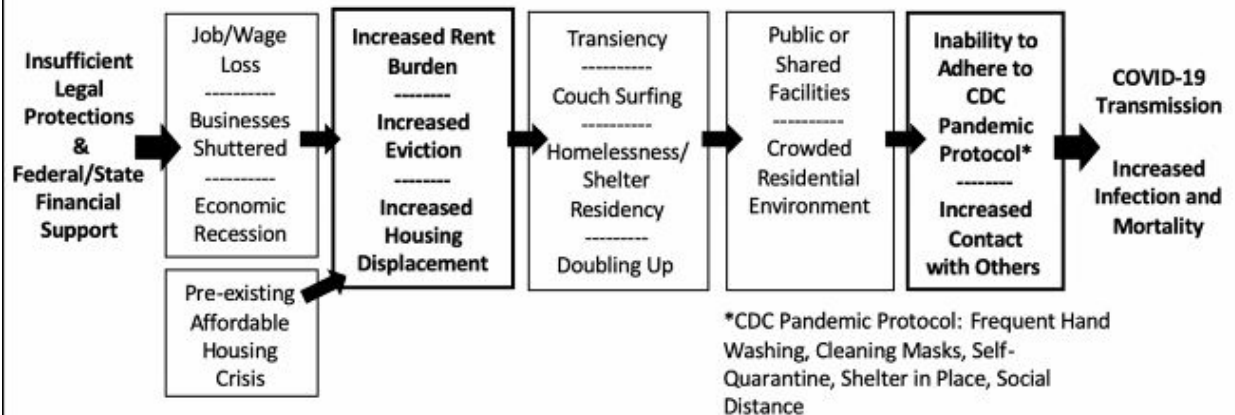 Insufficient
Legal
Protections
&
Federal/State
Financial
Support
Job/Wage
Loss
----------
Businesses
Shuttered
----------
Economic
Recession
Pre-existing
Affordable
Housing
Crisis
Increased Rent
Burden
--------
Increased
Eviction
--------
Increased
Housing
Displacement
Transiency
----------
Couch Surfing
----------
Homelessness/
Shelter
Residency
---------
Doubling Up
Public or
Shared
Facilities
----------
Crowded
Residential
Environment
Inability to
Adhere to
CDC
Pandemic
Protocol*
--------
Increased
Contact
with Others
COVID-19
Transmission
Increased
Infection and
Mortality
*CDC Pandemic Protocol: Frequent Hand
Washing, Cleaning Masks, Self-
Quarantine, Shelter in Place, Social
Distance